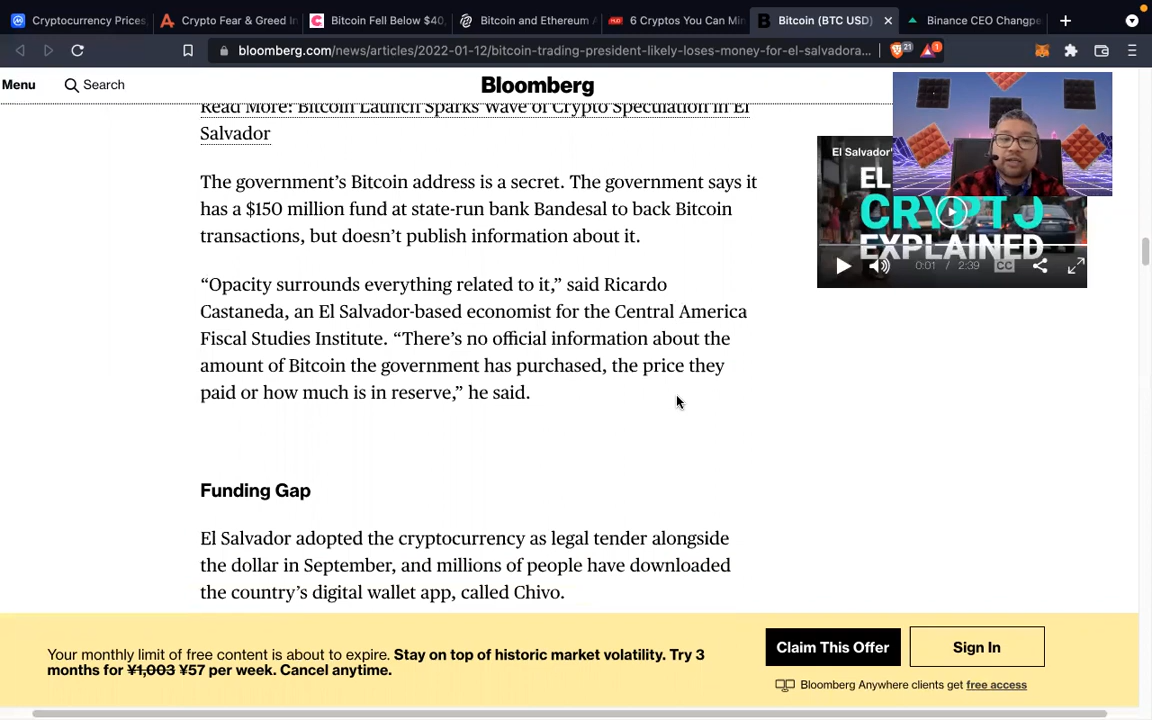 Cryptocurrency Prices,
Crypto Fear & Greed In
Bitcoin Fell Below $40,
Bitcoin and Ethereum A
6 Cryptos You Can Min
Bitcoin (BTC USD)
Binance CEO Changpe
bloomberg.com/news/articles/2022-01-12/bitcoin-trading-president-likely-loses-money-for-el-salvadora...
21
1
Menu
Search
Bloomberg
Read More: Bitcoin Launch Sparks Wave of Crypto Speculation in El
Salvador
The government’s Bitcoin address is a secret. The government says it
has a $150 million fund at state-run bank Bandesal to back Bitcoin
transactions, but doesn’t publish information about it.
“Opacity surrounds everything related to it,” said Ricardo
Castaneda, an El Salvador-based economist for the Central America
Fiscal Studies Institute. “There’s no official information about the
amount of Bitcoin the government has purchased, the price they
paid or how much is in reserve,” he said.
Funding Gap
El Salvador adopted the cryptocurrency as legal tender alongside
the dollar in September, and millions of people have downloaded
the country’s digital wallet app, called Chivo.
El Salvador'
EL
CRYPTO
EXPLAINED
0:01 / 2:39
CC
Your monthly limit of free content is about to expire. Stay on top of historic market volatility. Try 3
months for ¥1,003 ¥57 per week. Cancel anytime.
Claim This Offer
Sign In
Bloomberg Anywhere clients get free access